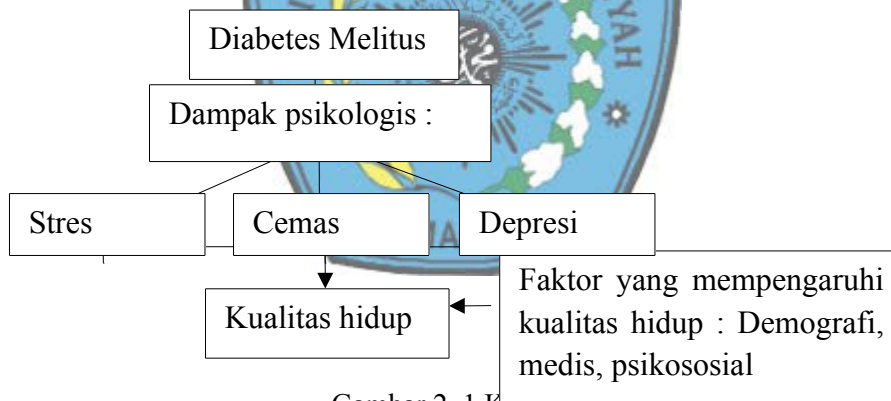 Diabetes Melitus
Dampak psikologis :
Stres
Cemas
Depresi
Kualitas hidup
Faktor yang mempengaruhi
kualitas hidup : Demografi,
medis, psikososial